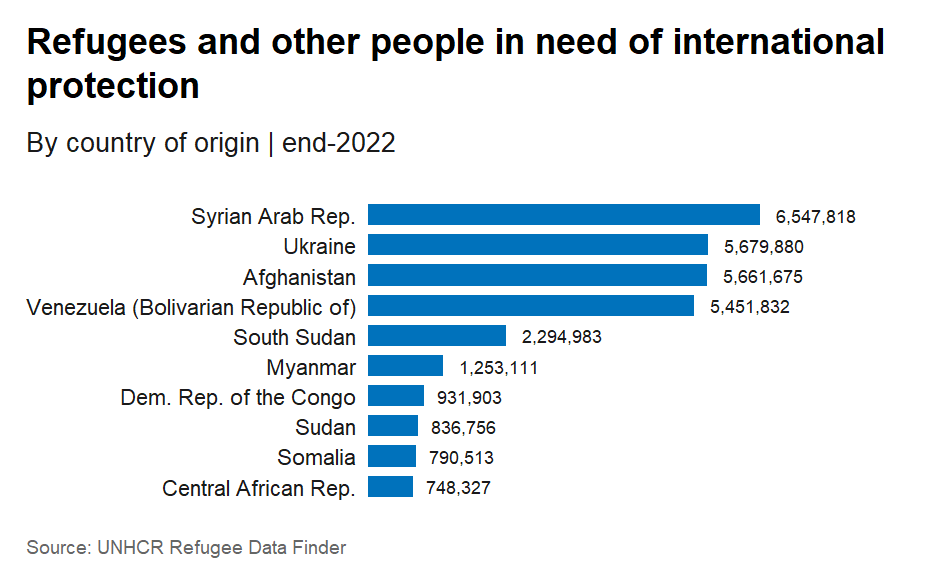 Refugees and other people in need of international
protection
By country of origin | end-2022
Syrian Arab Rep. 6,547,818
Ukraine 5,679,880
Afghanistan 5,661,675
Venezuela (Bolivarian Republic of) 5,451,832
South Sudan 2,294,983
Myanmar 1,253,111
Dem. Rep. of the Congo 931,903
Sudan 836,756
Somalia 790,513
Central African Rep. 748,327
Source: UNHCR Refugee Data Finder